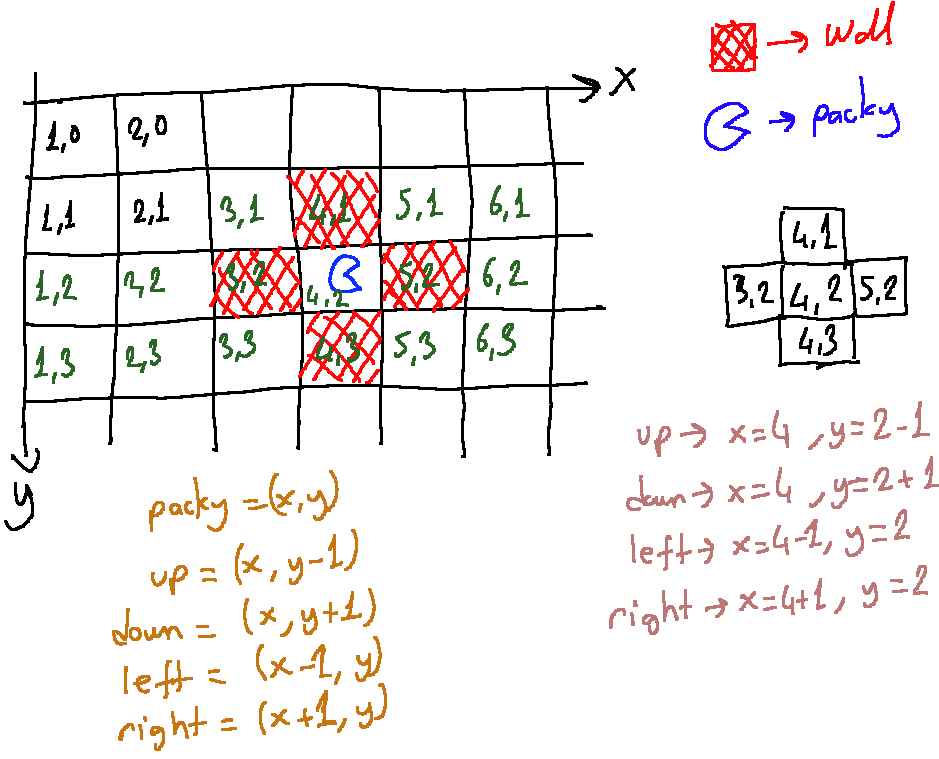 → wall
→ packy
x
1,0 2,0
1,1 2,1 3,1 4,1 5,1 6,1
1,2 2,2 3,2 4,2 5,2 6,2
1,3 2,3 3,3 4,3 5,3 6,3
y
4,1
3,2 4,2 5,2
4,3
packy = (x,y)
up = (x, y-1)
down = (x, y+1)
left = (x-1, y)
right = (x+1, y)
up → x=4 ,y=2-1
down → x=4 ,y=2+1
left → x=4-1, y=2
right → x=4+1, y=2